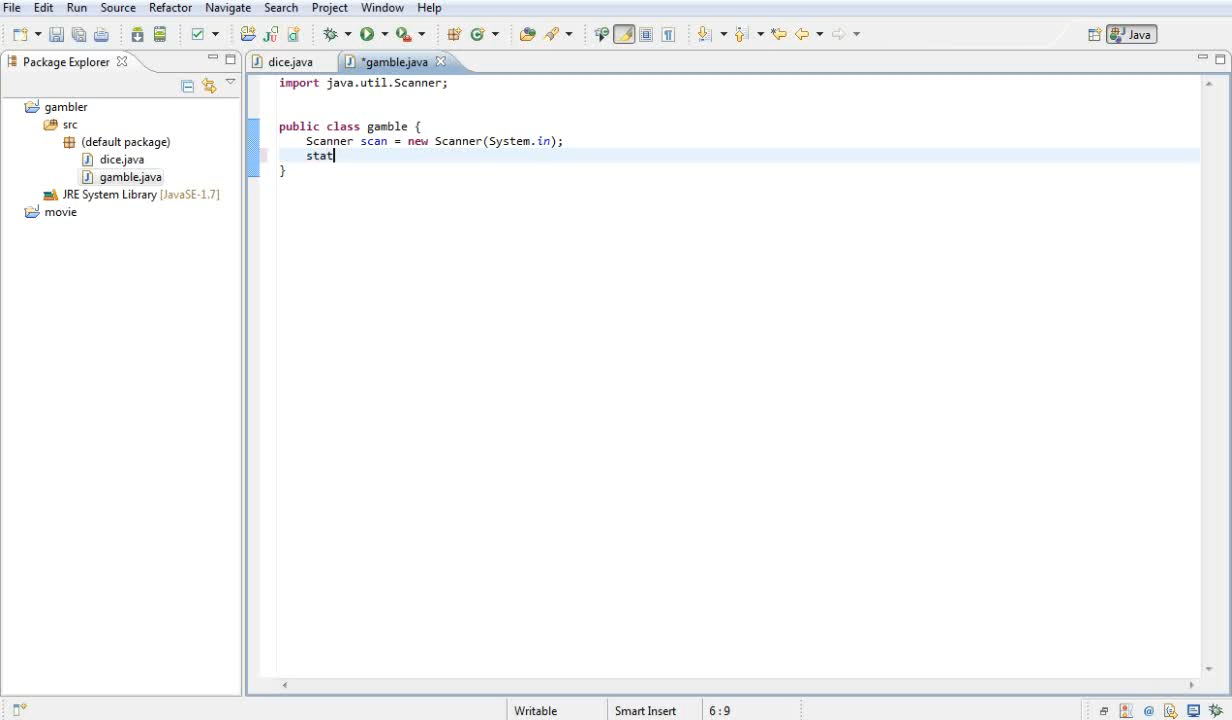 File Edit Run Source Refactor Navigate Search Project Window Help
Java
Package Explorer
dice.java
*gamble.java
gambler
src
(default package)
dice.java
gamble.java
JRE System Library [JavaSE-1.7]
movie
import java.util.Scanner;
public class gamble {
Scanner scan = new Scanner(System.in);
stat
}
Writable
Smart Insert
6 : 9